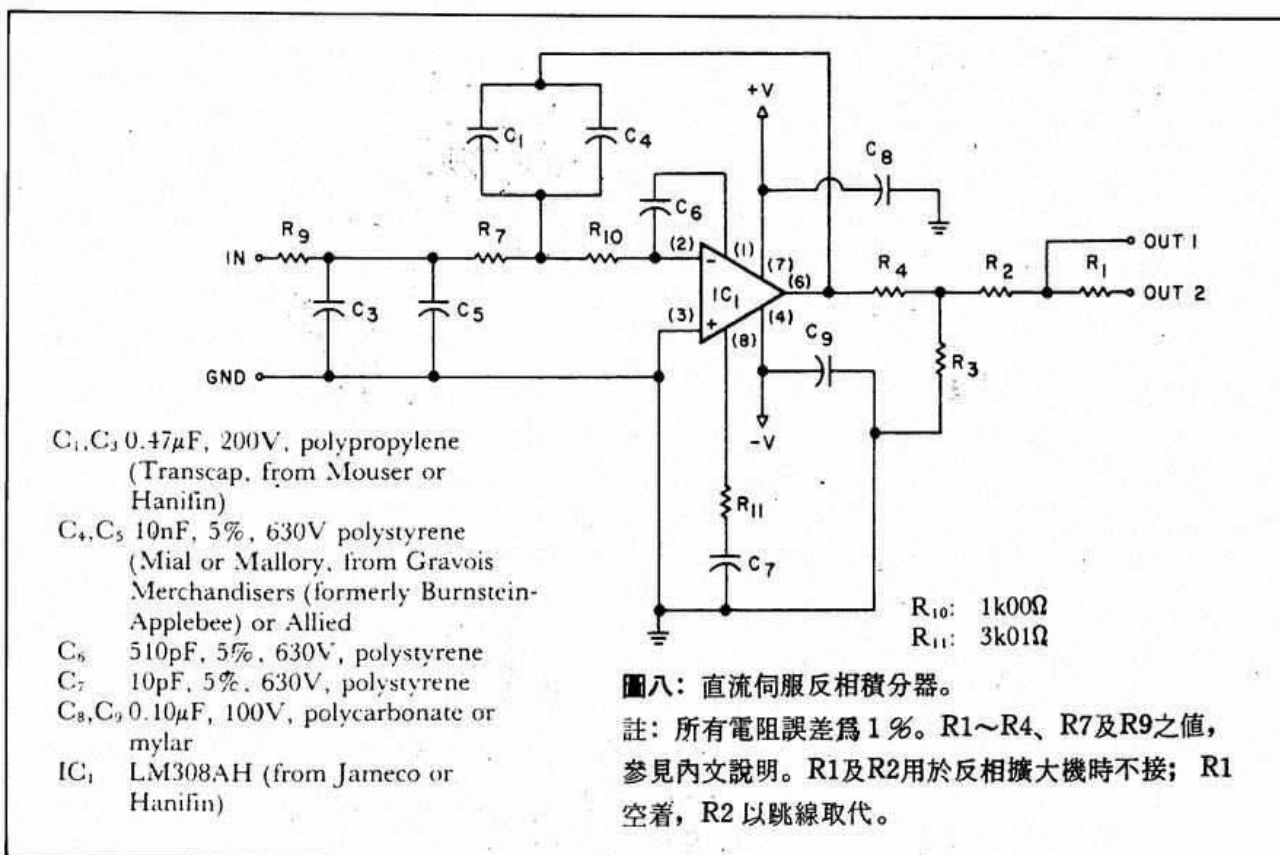 +V
C₁
C₄
C₈
C₆
R₉
R₇
R₁₀
(2)
(1)
(7)
IN
−
IC₁
(6)
R₄
R₂
OUT 1
R₁
OUT 2
C₃
C₅
(3)
+
(8)
(4)
C₉
R₃
GND
−V
R₁₁
C₇
C₁,C₃ 0.47μF, 200V, polypropylene
(Transcap, from Mouser or
Hanifin)
C₄,C₅ 10nF, 5%, 630V polystyrene
(Mial or Mallory, from Gravois
Merchandisers (formerly Burnstein-
Applebee) or Allied
C₆ 510pF, 5%, 630V, polystyrene
C₇ 10pF, 5%, 630V, polystyrene
C₈,C₉ 0.10μF, 100V, polycarbonate or
mylar
IC₁ LM308AH (from Jameco or
Hanifin)
R₁₀: 1k00Ω
R₁₁: 3k01Ω
圖八：直流伺服反相積分器。
註：所有電阻誤差爲1%。R1～R4、R7及R9之值，
參見內文說明。R1及R2用於反相擴大機時不接；R1
空着，R2以跳線取代。